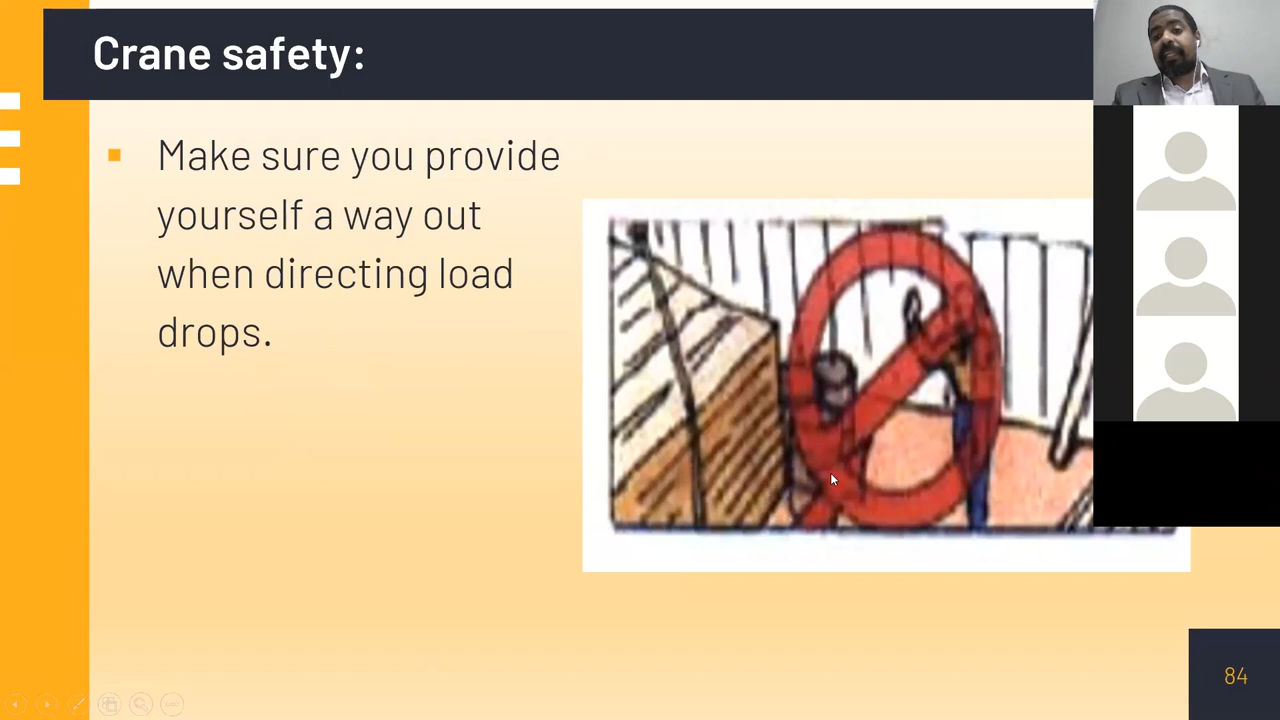 Crane safety:
Make sure you provide
yourself a way out
when directing load
drops.
84